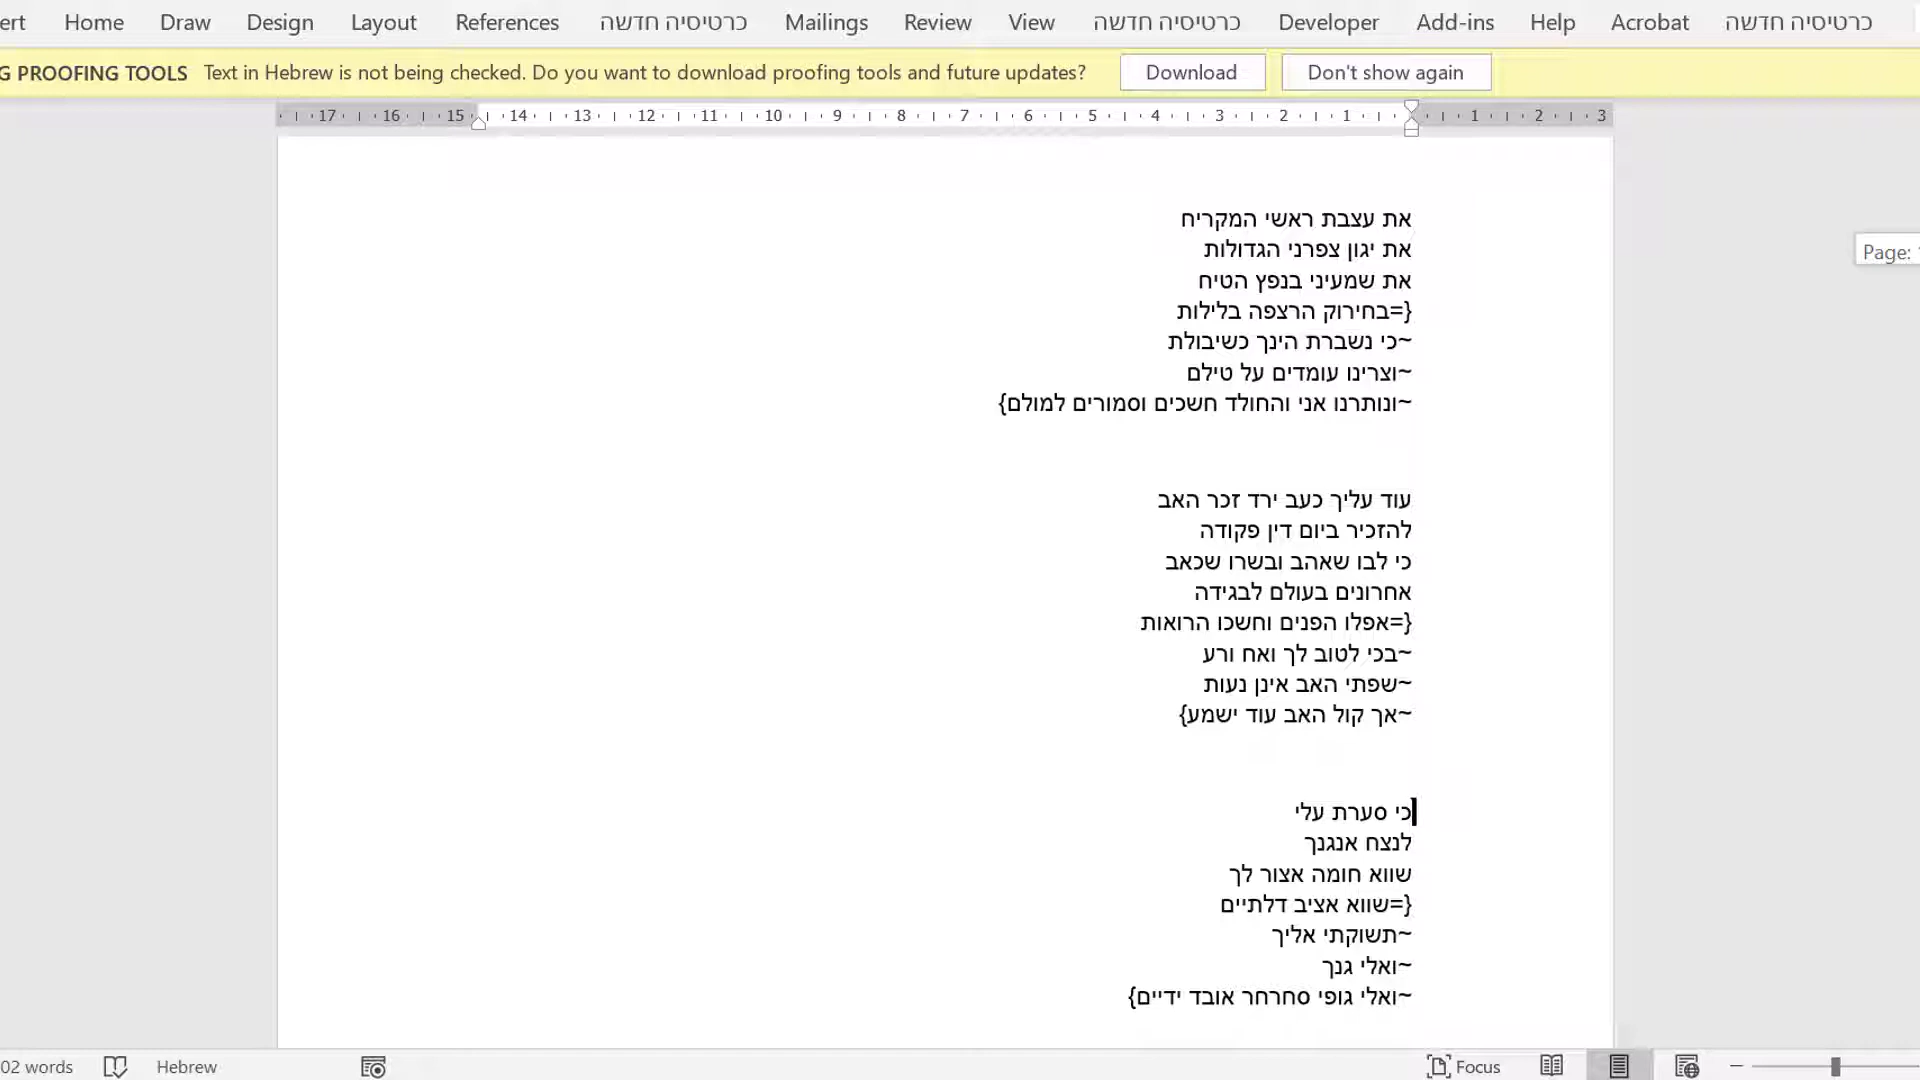 ert Home Draw Design Layout References כרטיסיה חדשה Mailings Review View כרטיסיה חדשה Developer Add-ins Help Acrobat כרטיסיה חדשה
G PROOFING TOOLS Text in Hebrew is not being checked. Do you want to download proofing tools and future updates? Download Don't show again
17 16 15 14 13 12 11 10 9 8 7 6 5 4 3 2 1 1 2 3
את עצבת ראשי המקריח
את יגון צפרני הגדולות
Page: 1
את שמעיני בנפץ הטיח
{=בחירוק הרצפה בלילות
~כי נשברת הינך כשיבולת
~וצרינו עומדים על טילם
~ונותרנו אני והחולד חשכים וסמורים למולם}
עוד עליך כעב ירד זכר האב
להזכיר ביום דין פקודה
כי לבו שאהב ובשרו שכאב
אחרונים בעולם לבגידה
{=אפלו הפנים וחשכו הרואות
~בכי לטוב לך ואח ורע
~שפתי האב אינן נעות
~אך קול האב עוד ישמע}
כי סערת עלי
לנצח אנגנך
שווא חומה אצור לך
{=שווא אציב דלתיים
~תשוקתי אליך
~ואלי גנך
~ואלי גופי סחרחר אובד ידיים}
02 words Hebrew Focus